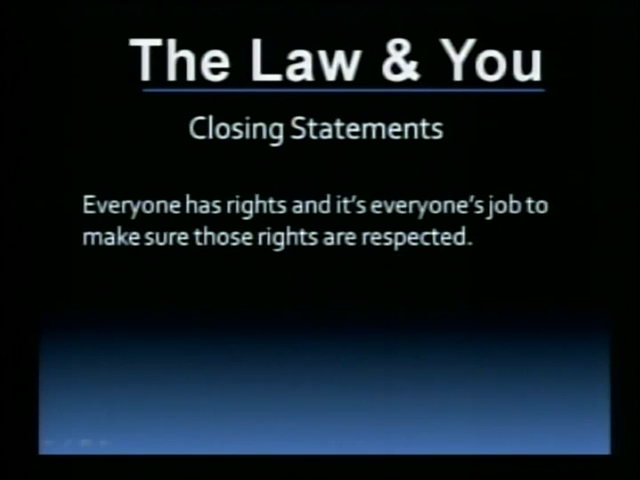 The Law & You
Closing Statements
Everyone has rights and it's everyone's job to
make sure those rights are respected.